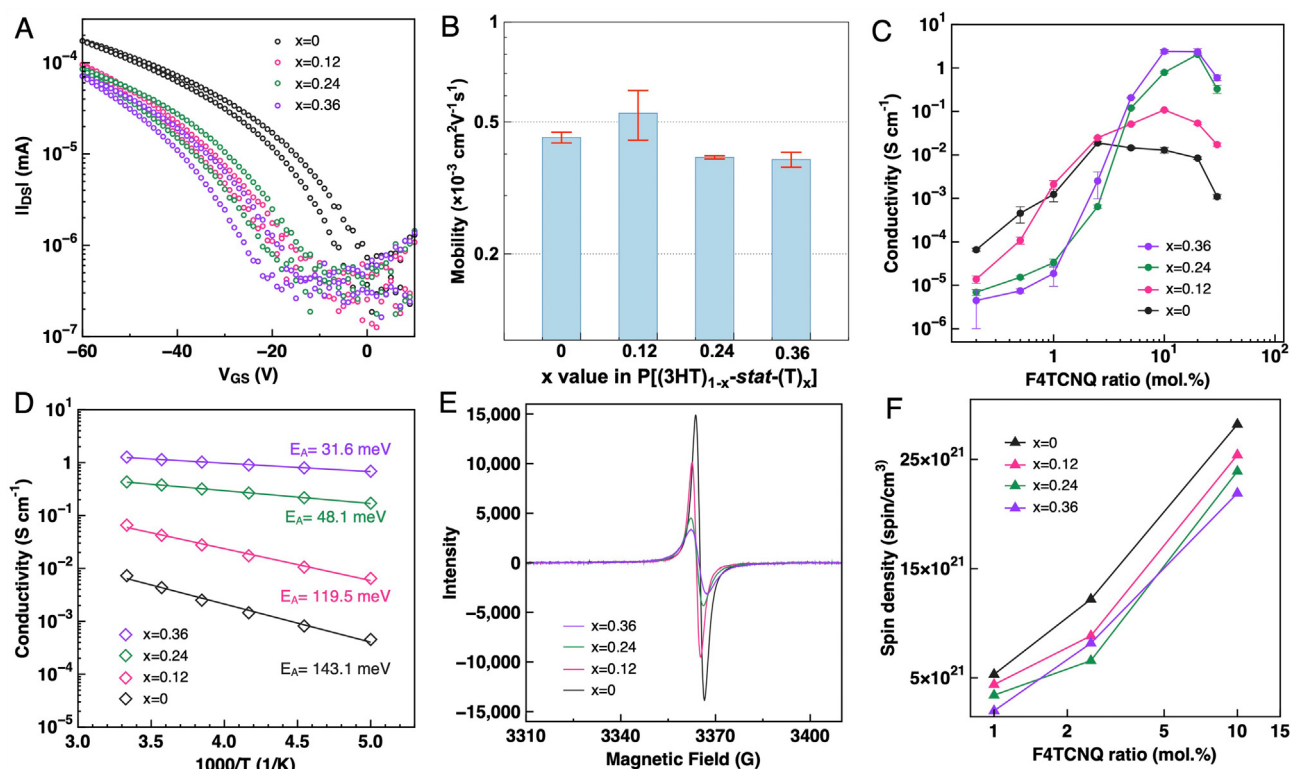 A
10⁻⁴
10⁻⁵
10⁻⁶
10⁻⁷
|I_DS| (mA)
x=0
x=0.12
x=0.24
x=0.36
−60 −40 −20 0
V_GS (V)
B
1
0.5
0.2
Mobility (×10⁻³ cm²V⁻¹s¹)
0 0.12 0.24 0.36
x value in P[(3HT)₁₋ₓ-stat-(T)ₓ]
C
10¹
1
10⁻¹
10⁻²
10⁻³
10⁻⁴
10⁻⁵
10⁻⁶
Conductivity (S cm⁻¹)
x=0.36
x=0.24
x=0.12
x=0
1 10¹ 10²
F4TCNQ ratio (mol.%)
D
10¹
1
10⁻¹
10⁻²
10⁻³
10⁻⁴
10⁻⁵
Conductivity (S cm⁻¹)
E_A= 31.6 meV
E_A= 48.1 meV
E_A= 119.5 meV
E_A= 143.1 meV
x=0.36
x=0.24
x=0.12
x=0
3.0 3.5 4.0 4.5 5.0
1000/T (1/K)
E
15,000
10,000
5,000
0
−5,000
−10,000
−15,000
Intensity
x=0.36
x=0.24
x=0.12
x=0
3310 3340 3370 3400
Magnetic Field (G)
F
25×10²¹
15×10²¹
5×10²¹
Spin density (spin/cm³)
x=0
x=0.12
x=0.24
x=0.36
1 2 5 10 15
F4TCNQ ratio (mol.%)